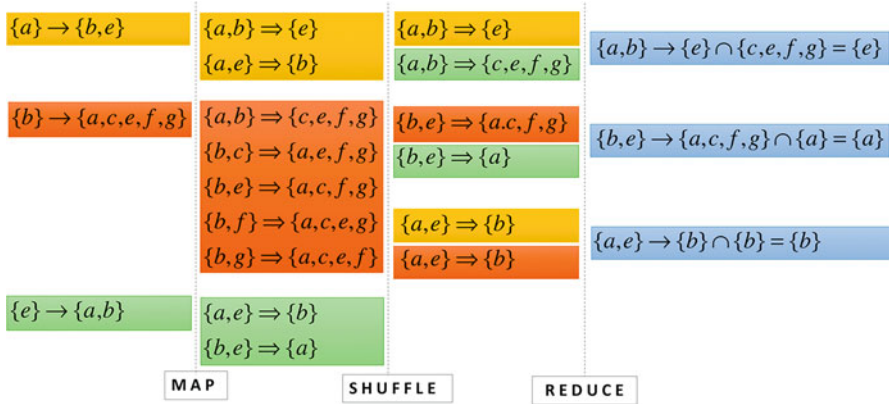 {a} → {b,e}
{b} → {a,c,e,f,g}
{e} → {a,b}
{a,b} ⇒ {e}
{a,e} ⇒ {b}
{a,b} ⇒ {c,e,f,g}
{b,c} ⇒ {a,e,f,g}
{b,e} ⇒ {a,c,f,g}
{b,f} ⇒ {a,c,e,g}
{b,g} ⇒ {a,c,e,f}
{a,e} ⇒ {b}
{b,e} ⇒ {a}
{a,b} ⇒ {e}
{a,b} ⇒ {c,e,f,g}
{b,e} ⇒ {a.c,f,g}
{b,e} ⇒ {a}
{a,e} ⇒ {b}
{a,e} ⇒ {b}
{a,b} → {e} ∩ {c,e,f,g} = {e}
{b,e} → {a,c,f,g} ∩ {a} = {a}
{a,e} → {b} ∩ {b} = {b}
MAP
SHUFFLE
REDUCE